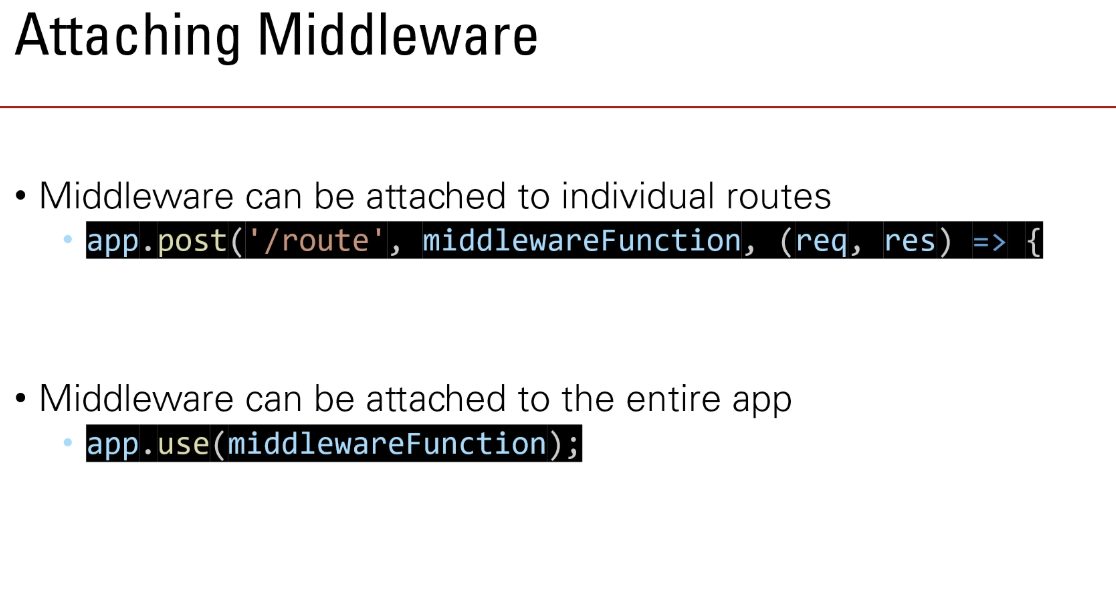 Attaching Middleware
• Middleware can be attached to individual routes
• app.post('/route', middlewareFunction, (req, res) => {
• Middleware can be attached to the entire app
• app.use(middlewareFunction);